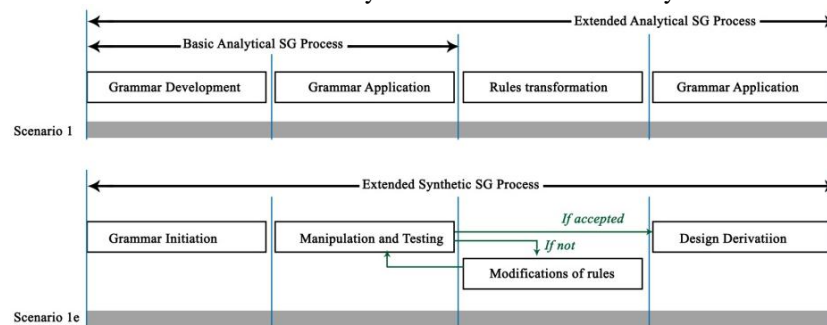 Extended Analytical SG Process
Basic Analytical SG Process
Grammar Development
Grammar Application
Rules transformation
Grammar Application
Scenario 1
Extended Synthetic SG Process
If accepted
Grammar Initiation
Manipulation and Testing
Design Derivatiion
If not
Modifications of rules
Scenario 1e